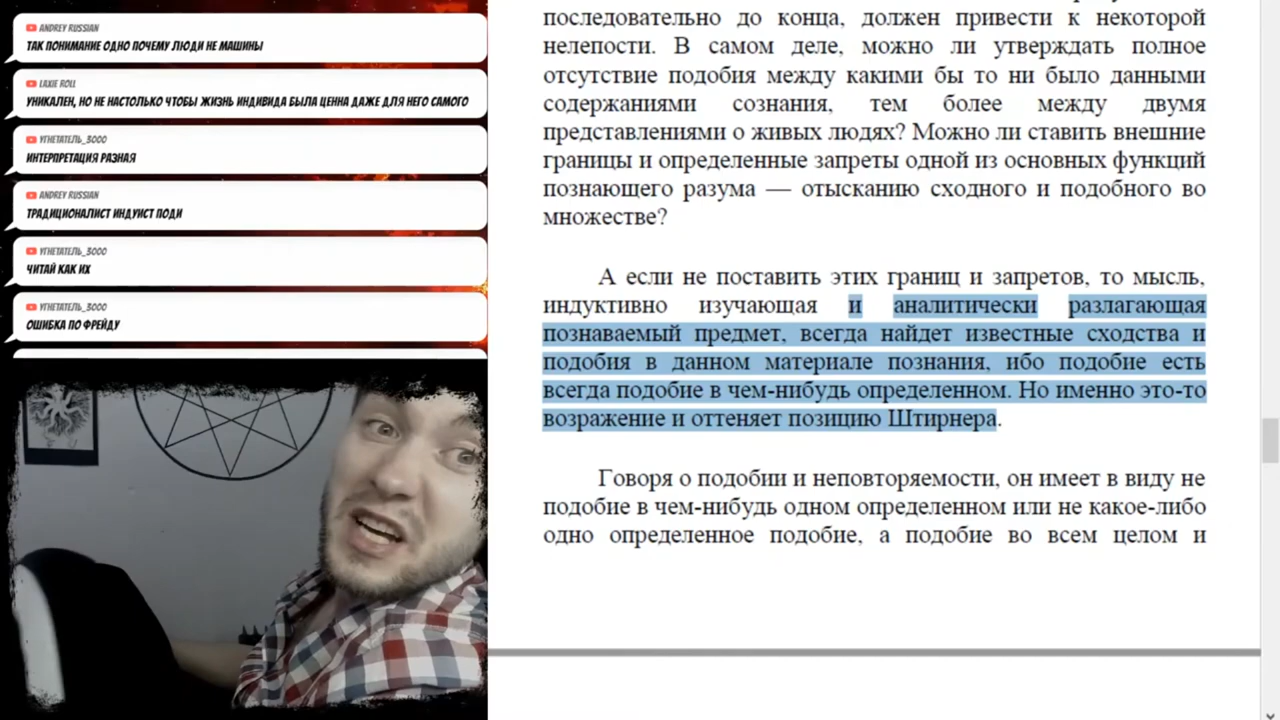 ANDREY RUSSIAN
ТАК ПОНИМАНИЕ ОДНО ПОЧЕМУ ЛЮДИ НЕ МАШИНЫ
LAXIE ROLL
УНИКАЛЕН, НО НЕ НАСТОЛЬКО ЧТОБЫ ЖИЗНЬ ИНДИВИДА БЫЛА ЦЕННА ДАЖЕ ДЛЯ НЕГО САМОГО
УГНЕТАТЕЛЬ_3000
ИНТЕРПРЕТАЦИЯ РАЗНАЯ
ANDREY RUSSIAN
ТРАДИЦИОНАЛИСТ ИНДУИСТ ПОДИ
УГНЕТАТЕЛЬ_3000
ЧИТАЙ КАК ИХ
УГНЕТАТЕЛЬ_3000
ОШИБКА ПО ФРЕЙДУ
последовательно до конца, должен привести к некоторой
нелепости. В самом деле, можно ли утверждать полное
отсутствие подобия между какими бы то ни было данными
содержаниями сознания, тем более между двумя
представлениями о живых людях? Можно ли ставить внешние
границы и определенные запреты одной из основных функций
познающего разума — отысканию сходного и подобного во
множестве?
А если не поставить этих границ и запретов, то мысль,
индуктивно изучающая и аналитически разлагающая
познаваемый предмет, всегда найдет известные сходства и
подобия в данном материале познания, ибо подобие есть
всегда подобие в чем-нибудь определенном. Но именно это-то
возражение и оттеняет позицию Штирнера.
Говоря о подобии и неповторяемости, он имеет в виду не
подобие в чем-нибудь одном определенном или не какое-либо
одно определенное подобие, а подобие во всем целом и